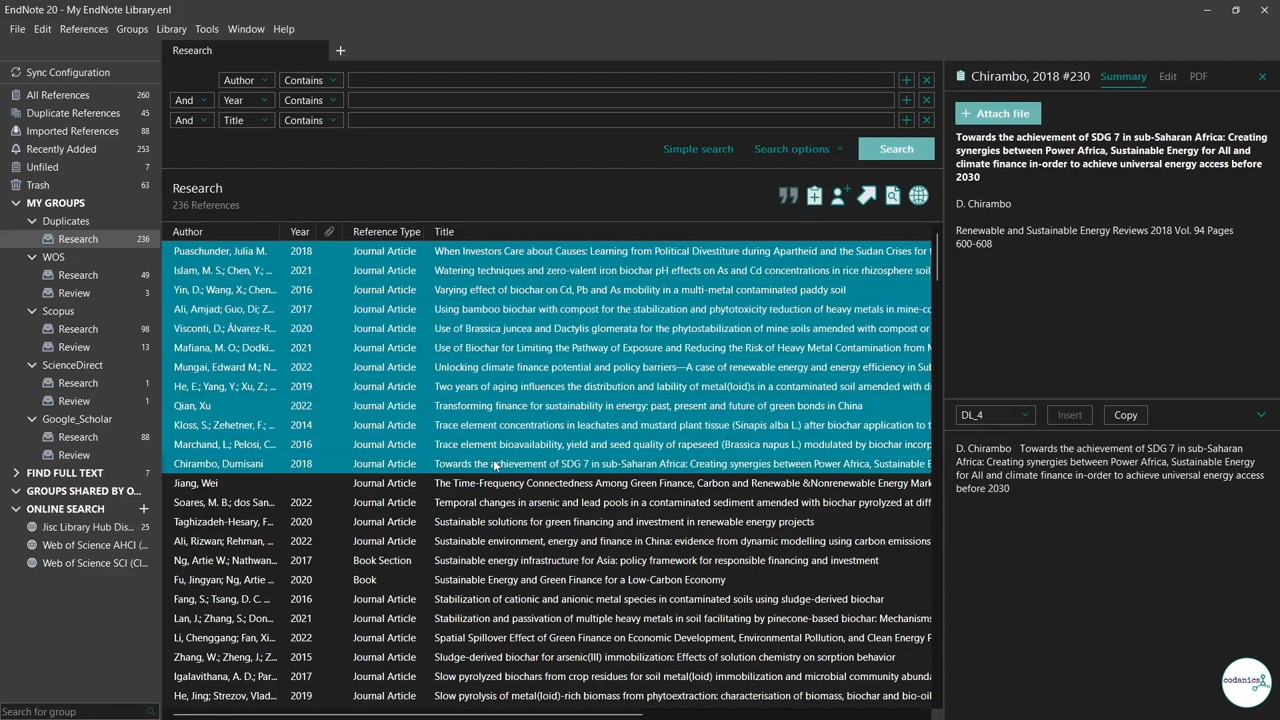 EndNote 20 - My EndNote Library.enl
File Edit References Groups Library Tools Window Help
Sync Configuration
All References 260
Duplicate References 45
Imported References 88
Recently Added 253
Unfiled 7
Trash 63
MY GROUPS
Duplicates
Research 236
WOS
Research 49
Review 3
Scopus
Research 98
Review 13
ScienceDirect
Research 1
Review 1
Google_Scholar
Research 88
Review
FIND FULL TEXT 7
GROUPS SHARED BY O...
ONLINE SEARCH +
Jisc Library Hub Dis... 25
Web of Science AHCI (...
Web of Science SCI (Cl...
Search for group
Research +
Author Contains
And Year Contains
And Title Contains
Simple search Search options Search
Research
236 References
Author Year Reference Type Title
Puaschunder, Julia M. 2018 Journal Article When Investors Care about Causes: Learning from Political Divestiture during Apartheid and the Sudan Crises for t
Islam, M. S.; Chen, Y.; ... 2021 Journal Article Watering techniques and zero-valent iron biochar pH effects on As and Cd concentrations in rice rhizosphere soil
Yin, D.; Wang, X.; Chen... 2016 Journal Article Varying effect of biochar on Cd, Pb and As mobility in a multi-metal contaminated paddy soil
Ali, Amjad; Guo, Di; Z... 2017 Journal Article Using bamboo biochar with compost for the stabilization and phytotoxicity reduction of heavy metals in mine-co
Visconti, D.; Álvarez-R... 2020 Journal Article Use of Brassica juncea and Dactylis glomerata for the phytostabilization of mine soils amended with compost or
Mafiana, M. O.; Dodki... 2021 Journal Article Use of Biochar for Limiting the Pathway of Exposure and Reducing the Risk of Heavy Metal Contamination from M
Mungai, Edward M.; N... 2022 Journal Article Unlocking climate finance potential and policy barriers—A case of renewable energy and energy efficiency in Sub
He, E.; Yang, Y.; Xu, Z.; ... 2019 Journal Article Two years of aging influences the distribution and lability of metal(loid)s in a contaminated soil amended with d
Qian, Xu 2022 Journal Article Transforming finance for sustainability in energy: past, present and future of green bonds in China
Kloss, S.; Zehetner, F.; ... 2014 Journal Article Trace element concentrations in leachates and mustard plant tissue (Sinapis alba L.) after biochar application to t
Marchand, L.; Pelosi, C... 2016 Journal Article Trace element bioavailability, yield and seed quality of rapeseed (Brassica napus L.) modulated by biochar incorp
Chirambo, Dumisani 2018 Journal Article Towards the achievement of SDG 7 in sub-Saharan Africa: Creating synergies between Power Africa, Sustainable E
Jiang, Wei Journal Article The Time-Frequency Connectedness Among Green Finance, Carbon and Renewable &Nonrenewable Energy Mark
Soares, M. B.; dos San... 2022 Journal Article Temporal changes in arsenic and lead pools in a contaminated sediment amended with biochar pyrolyzed at diff
Taghizadeh-Hesary, F... 2020 Journal Article Sustainable solutions for green financing and investment in renewable energy projects
Ali, Rizwan; Rehman, ... 2022 Journal Article Sustainable environment, energy and finance in China: evidence from dynamic modelling using carbon emissions
Ng, Artie W.; Nathwan... 2017 Book Section Sustainable energy infrastructure for Asia: policy framework for responsible financing and investment
Fu, Jingyan; Ng, Artie ... 2020 Book Sustainable Energy and Green Finance for a Low-Carbon Economy
Fang, S.; Tsang, D. C. ... 2016 Journal Article Stabilization of cationic and anionic metal species in contaminated soils using sludge-derived biochar
Lan, J.; Zhang, S.; Don... 2021 Journal Article Stabilization and passivation of multiple heavy metals in soil facilitating by pinecone-based biochar: Mechanisms
Li, Chenggang; Fan, Xi... 2022 Journal Article Spatial Spillover Effect of Green Finance on Economic Development, Environmental Pollution, and Clean Energy P
Zhang, W.; Zheng, J.; Z... 2015 Journal Article Sludge-derived biochar for arsenic(III) immobilization: Effects of solution chemistry on sorption behavior
Igalavithana, A. D.; Par... 2017 Journal Article Slow pyrolyzed biochars from crop residues for soil metal(loid) immobilization and microbial community abunda
He, Jing; Strezov, Vlad... 2019 Journal Article Slow pyrolysis of metal(loid)-rich biomass from phytoextraction: characterisation of biomass, biochar and bio-oil
Chirambo, 2018 #230 Summary Edit PDF
+ Attach file
Towards the achievement of SDG 7 in sub-Saharan Africa: Creating
synergies between Power Africa, Sustainable Energy for All and
climate finance in-order to achieve universal energy access before
2030
D. Chirambo
Renewable and Sustainable Energy Reviews 2018 Vol. 94 Pages
600-608
DL_4 Insert Copy
D. Chirambo Towards the achievement of SDG 7 in sub-Saharan
Africa: Creating synergies between Power Africa, Sustainable Energy
for All and climate finance in-order to achieve universal energy access
before 2030
codanics